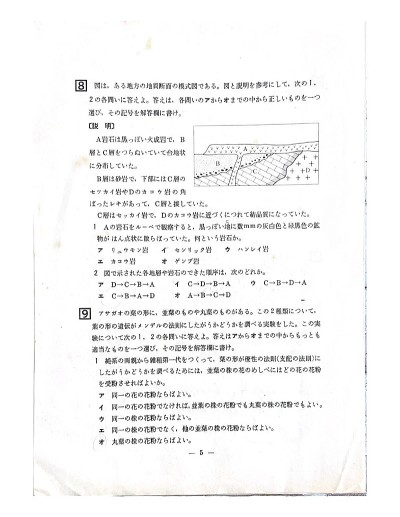 8 図は、ある地方の地質断面の模式図である。図と説明を参考にして、次の1、
2の各問いに答えよ。答えは、各問いのアからオまでの中から正しいものを一つ
選び、その記号を解答欄に書け。
〔説 明〕
A岩石は黒っぽい火成岩で、B
層とC層をつらぬいていて台地状
に分布していた。
B層は砂岩で、下部にはC層の
セッカイ岩やDのカコウ岩の角
ばったレキがあって、C層と接していた。
A
B
C
D
C層はセッカイ岩で、Dのカコウ岩に近づくにつれて結晶質になっていた。
1 Aの岩石をルーペで観察すると、黒っぽい地に数mmの灰白色と緑黒色の鉱
物がはん点状に散らばっていた。何という岩石か。
ア リュウモン岩 イ センリョク岩 ウ ハンレイ岩
エ カコウ岩 オ ゲンブ岩
2 図で示された各地層や岩石のできた順序は、次のどれか。
ア D→C→B→A イ C→D→B→A ウ C→B→D→A
エ C→B→A→D オ A→B→C→D
9 アサガオの葉の形に、並葉のものや丸葉のものがある。この2種類について、
葉の形の遺伝がメンデルの法則にしたがうかどうかを調べる実験をした。この実
験について次の1、2の各問いに答えよ。答えはアからオまでの中からもっとも
適当なものを一つ選び、その記号を解答欄に書け。
1 純系の両親から雑種第一代をつくって、葉の形が優性の法則(支配の法則)に
したがうかどうかを調べるためには、並葉の株の花のめしべにはどの花の花粉
を受粉させればよいか。
ア 同一の花の花粉ならばよい。
イ 同一の花の花粉でなければ、並葉の株の花粉でも丸葉の株の花粉でもよい。
ウ 同一の株の花粉ならばよい。
エ 同一の株の花粉でなく、他の並葉の株の花粉ならばよい。
オ 丸葉の株の花粉ならばよい。
— 5 —